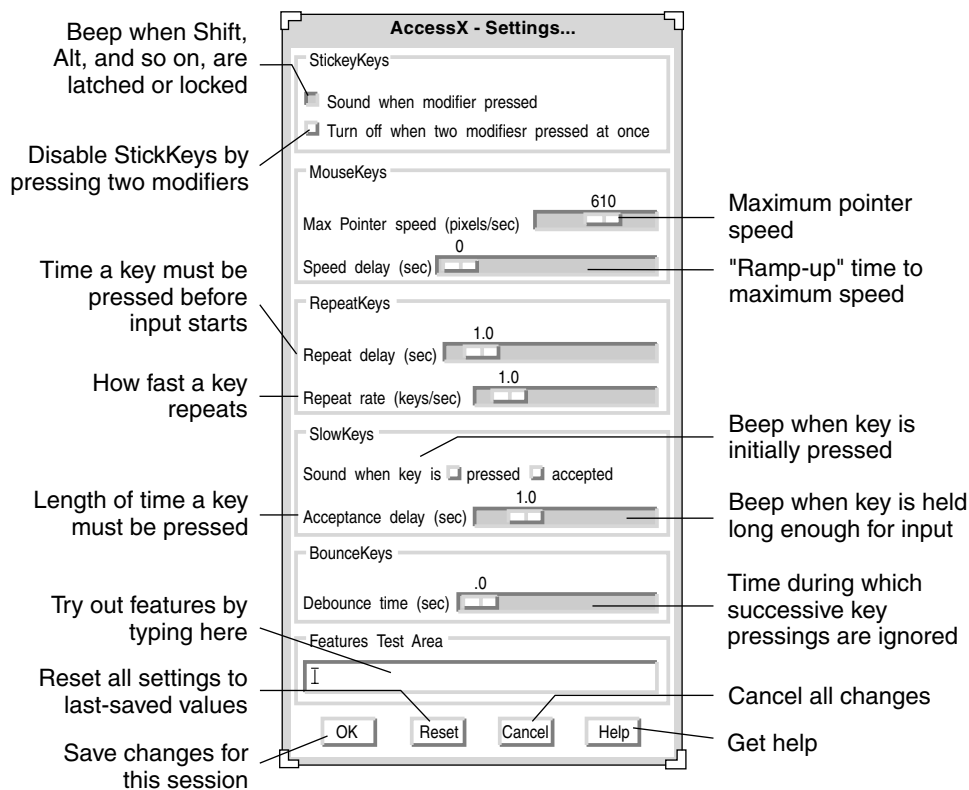 AccessX - Settings...
Beep when Shift,
Alt, and so on, are
latched or locked
StickeyKeys
Sound when modifier pressed
Turn off when two modifiesr pressed at once
Disable StickKeys by
pressing two modifiers
MouseKeys
610
Max Pointer speed (pixels/sec)
Maximum pointer
speed
0
Speed delay (sec)
"Ramp-up" time to
maximum speed
Time a key must be
pressed before
input starts
RepeatKeys
1.0
Repeat delay (sec)
How fast a key
repeats
1.0
Repeat rate (keys/sec)
SlowKeys
Beep when key is
initially pressed
Sound when key is pressed accepted
Length of time a key
must be pressed
1.0
Acceptance delay (sec)
Beep when key is held
long enough for input
BounceKeys
.0
Debounce time (sec)
Time during which
successive key
pressings are ignored
Try out features by
typing here
Features Test Area
Reset all settings to
last-saved values
Cancel all changes
OK Reset Cancel Help
Get help
Save changes for
this session